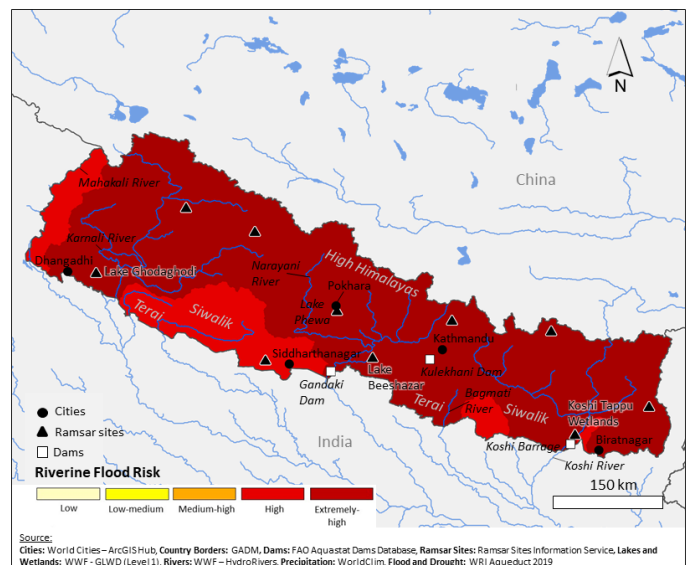 N
China
Mahakali River
Karnali River
Dhangadhi
Lake Ghodaghodi
High Himalayas
Narayani
River
Pokhara
Lake
Phewa
Terai
Siwalik
Siddharthanagar
Gandaki
Dam
Lake
Beeshazar
Kathmandu
Kulekhani Dam
Bagmati
River
Terai
Siwalik
Koshi Tappu
Wetlands
Koshi Barrage
Biratnagar
Koshi River
India
150 km
Cities
Ramsar sites
Dams
Riverine Flood Risk
Low
Low-medium
Medium-high
High
Extremely-
high
Source:
Cities: World Cities – ArcGIS Hub, Country Borders: GADM, Dams: FAO Aquastat Dams Database, Ramsar Sites: Ramsar Sites Information Service, Lakes and
Wetlands: WWF - GLWD (Level 1), Rivers: WWF – HydroRivers, Precipitation: WorldClim, Flood and Drought: WRI Aqueduct 2019